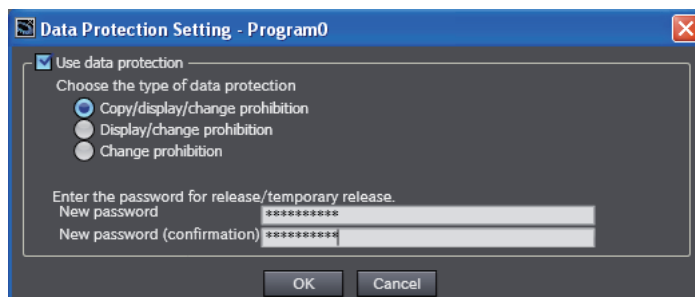 Data Protection Setting - Program0
Use data protection
Choose the type of data protection
Copy/display/change prohibition
Display/change prohibition
Change prohibition
Enter the password for release/temporary release.
New password **********
New password (confirmation) **********
OK Cancel